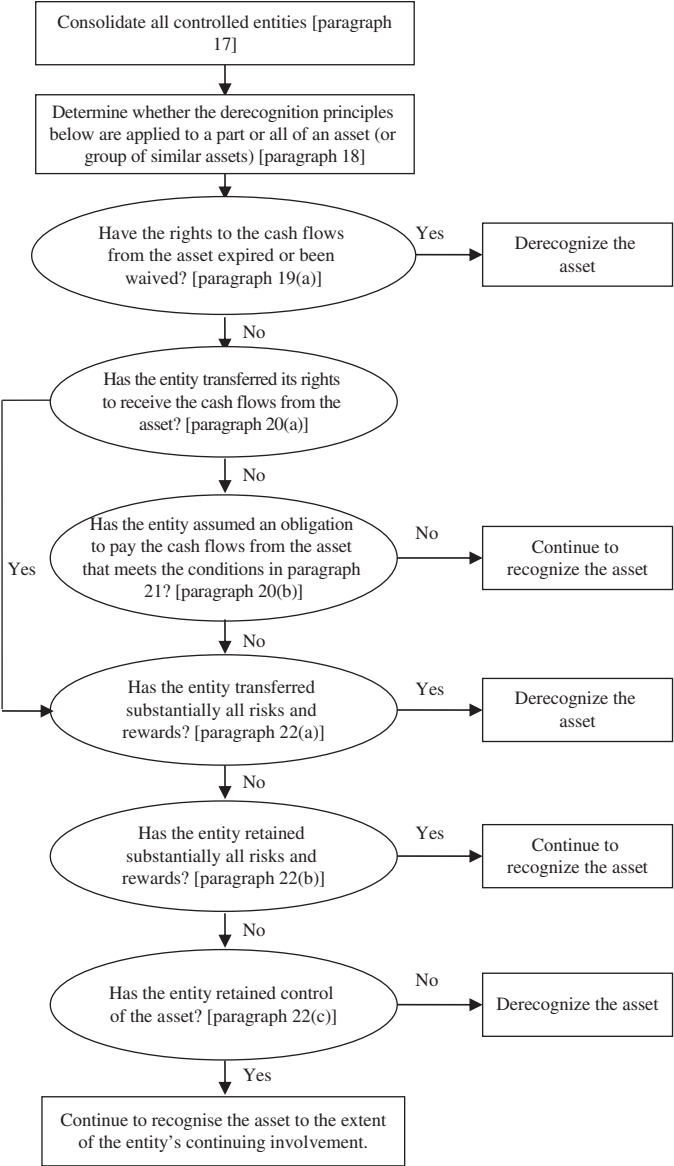 Consolidate all controlled entities [paragraph
17]
Determine whether the derecognition principles
below are applied to a part or all of an asset (or
group of similar assets) [paragraph 18]
Have the rights to the cash flows
from the asset expired or been
waived? [paragraph 19(a)]
Yes
Derecognize the
asset
No
Has the entity transferred its rights
to receive the cash flows from the
asset? [paragraph 20(a)]
No
Has the entity assumed an obligation
to pay the cash flows from the asset
that meets the conditions in paragraph
21? [paragraph 20(b)]
No
Continue to
recognize the asset
Yes
No
Has the entity transferred
substantially all risks and
rewards? [paragraph 22(a)]
Yes
Derecognize the
asset
No
Has the entity retained
substantially all risks and
rewards? [paragraph 22(b)]
Yes
Continue to
recognize the asset
No
Has the entity retained control
of the asset? [paragraph 22(c)]
No
Derecognize the asset
Yes
Continue to recognise the asset to the extent
of the entity's continuing involvement.